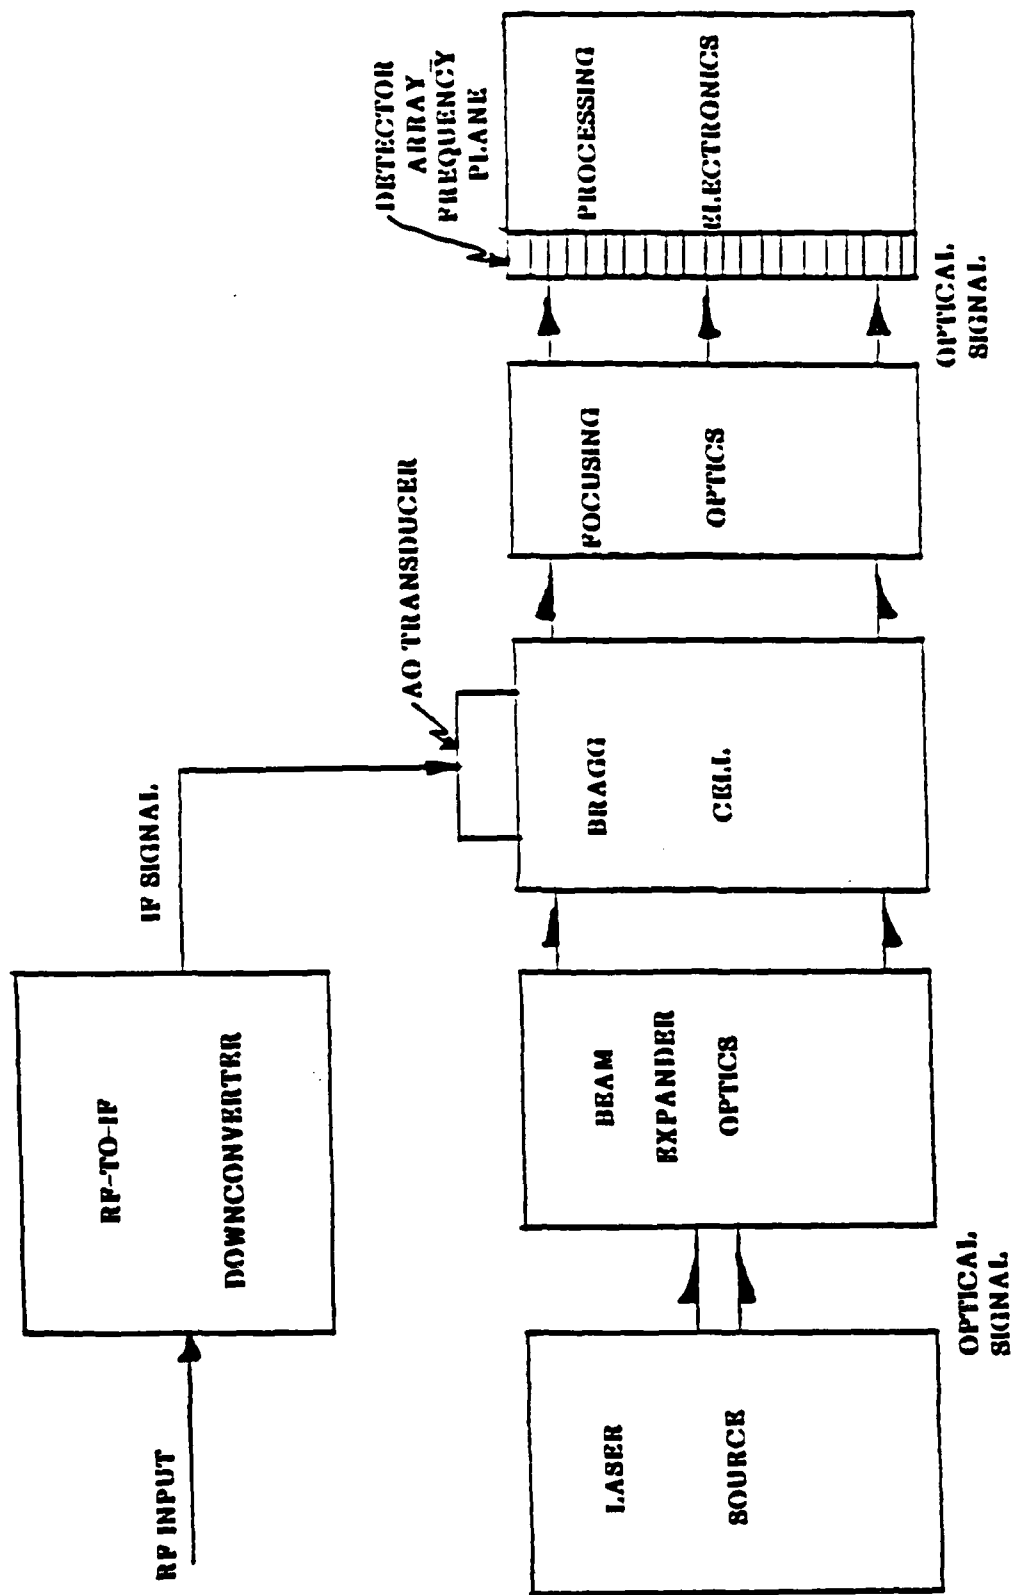 RF INPUT
RF-TO-IF
DOWNCONVERTER
IF SIGNAL
AO TRANSDUCER
DETECTOR
ARRAY
FREQUENCY
PLANE
LASER
SOURCE
OPTICAL
SIGNAL
BEAM
EXPANDER
OPTICS
BRAGG
CELL
FOCUSING
OPTICS
OPTICAL
SIGNAL
PROCESSING
ELECTRONICS